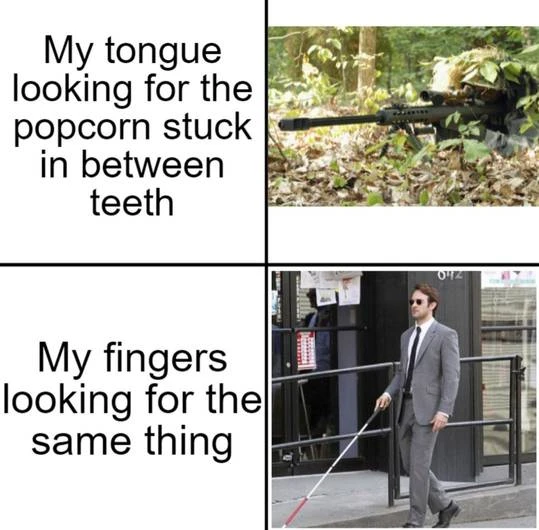 My tongue
looking for the
popcorn stuck
in between
teeth
My fingers
looking for the
same thing